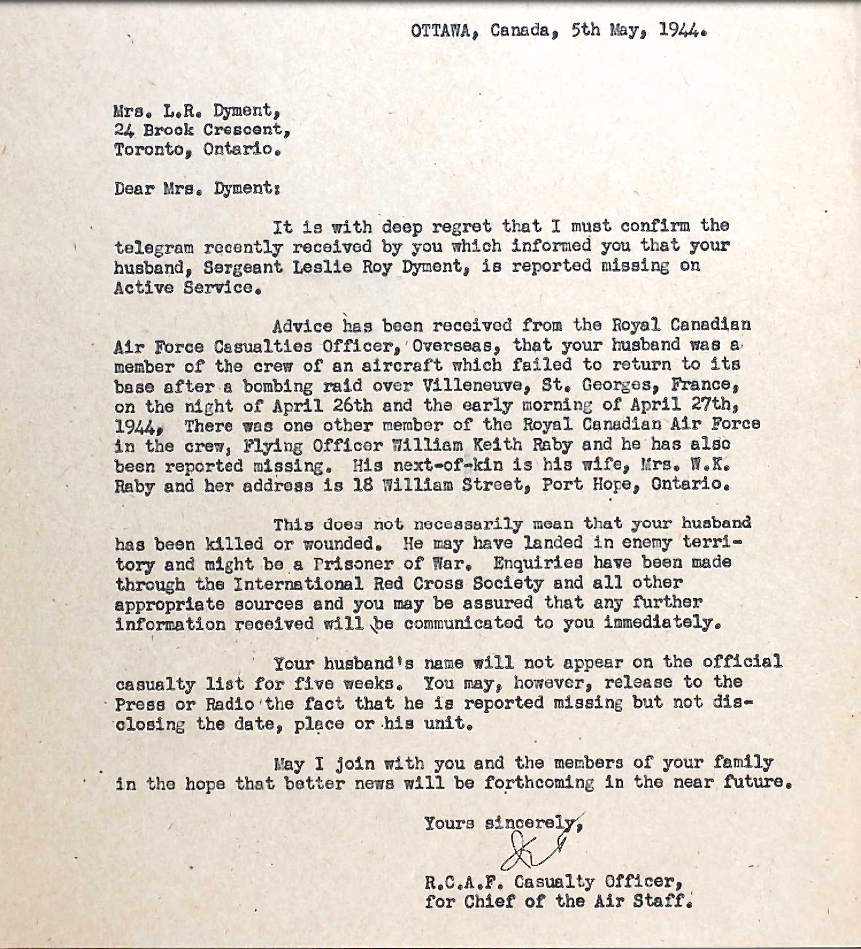 OTTAWA, Canada, 5th May, 1944.
Mrs. L.R. Dyment,
24 Brook Crescent,
Toronto, Ontario.
Dear Mrs. Dyment:
It is with deep regret that I must confirm the
telegram recently received by you which informed you that your
husband, Sergeant Leslie Roy Dyment, is reported missing on
Active Service.
Advice has been received from the Royal Canadian
Air Force Casualties Officer, Overseas, that your husband was a
member of the crew of an aircraft which failed to return to its
base after a bombing raid over Villeneuve, St. Georges, France,
on the night of April 26th and the early morning of April 27th,
1944. There was one other member of the Royal Canadian Air Force
in the crew, Flying Officer William Keith Raby and he has also
been reported missing. His next-of-kin is his wife, Mrs. W.K.
Raby and her address is 18 William Street, Port Hope, Ontario.
This does not necessarily mean that your husband
has been killed or wounded. He may have landed in enemy terri-
tory and might be a Prisoner of War. Enquiries have been made
through the International Red Cross Society and all other
appropriate sources and you may be assured that any further
information received will be communicated to you immediately.
Your husband's name will not appear on the official
casualty list for five weeks. You may, however, release to the
Press or Radio the fact that he is reported missing but not dis-
closing the date, place or his unit.
May I join with you and the members of your family
in the hope that better news will be forthcoming in the near future.
Yours sincerely,
R.C.A.F. Casualty Officer,
for Chief of the Air Staff.